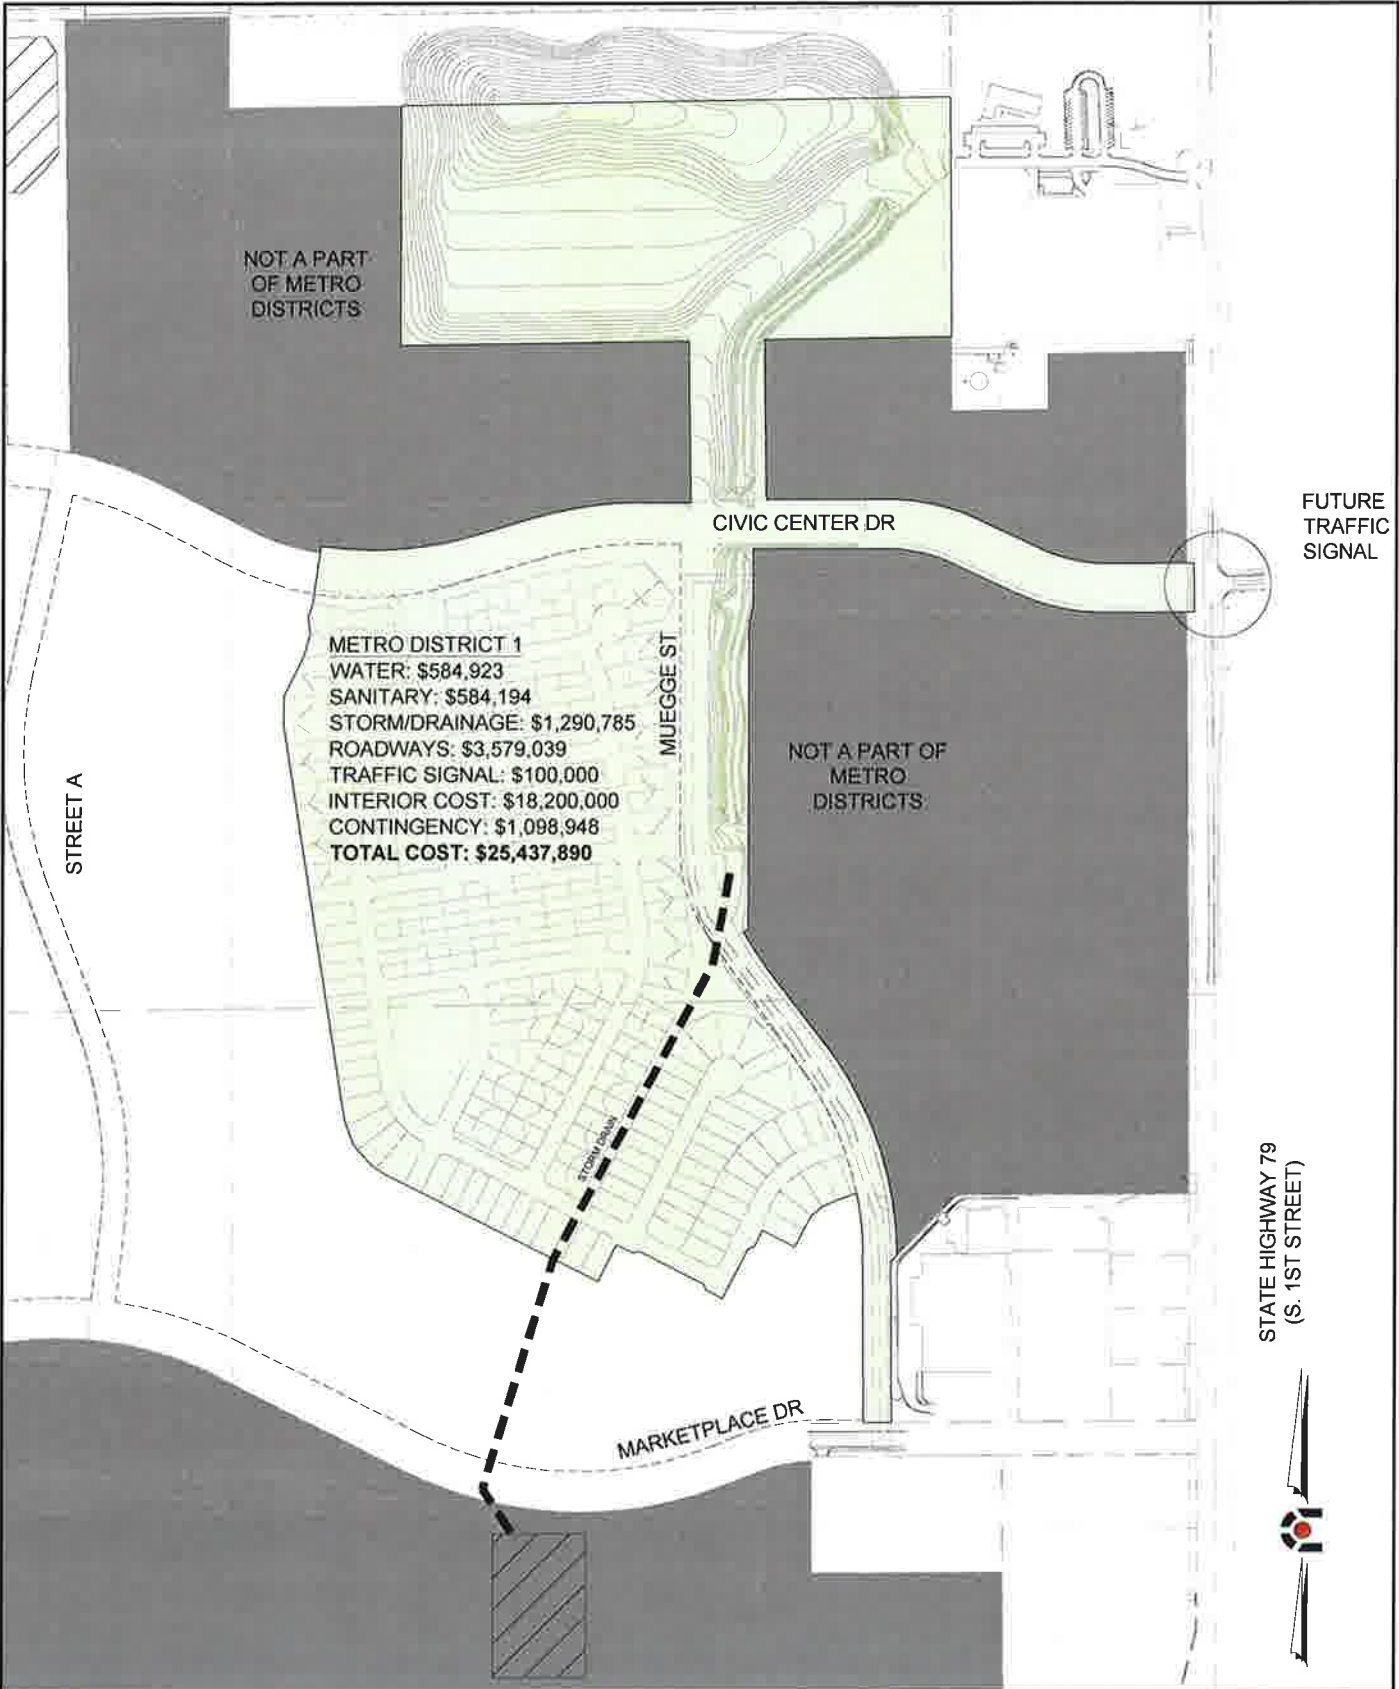 NOT A PART
OF METRO
DISTRICTS
CIVIC CENTER DR
FUTURE
TRAFFIC
SIGNAL
METRO DISTRICT 1
WATER: $584,923
SANITARY: $584,194
STORM/DRAINAGE: $1,290,785
ROADWAYS: $3,579,039
TRAFFIC SIGNAL: $100,000
INTERIOR COST: $18,200,000
CONTINGENCY: $1,098,948
TOTAL COST: $25,437,890
MUEGGE ST
NOT A PART OF
METRO
DISTRICTS
STREET A
STORM DRAIN
STATE HIGHWAY 79
(S. 1ST STREET)
MARKETPLACE DR